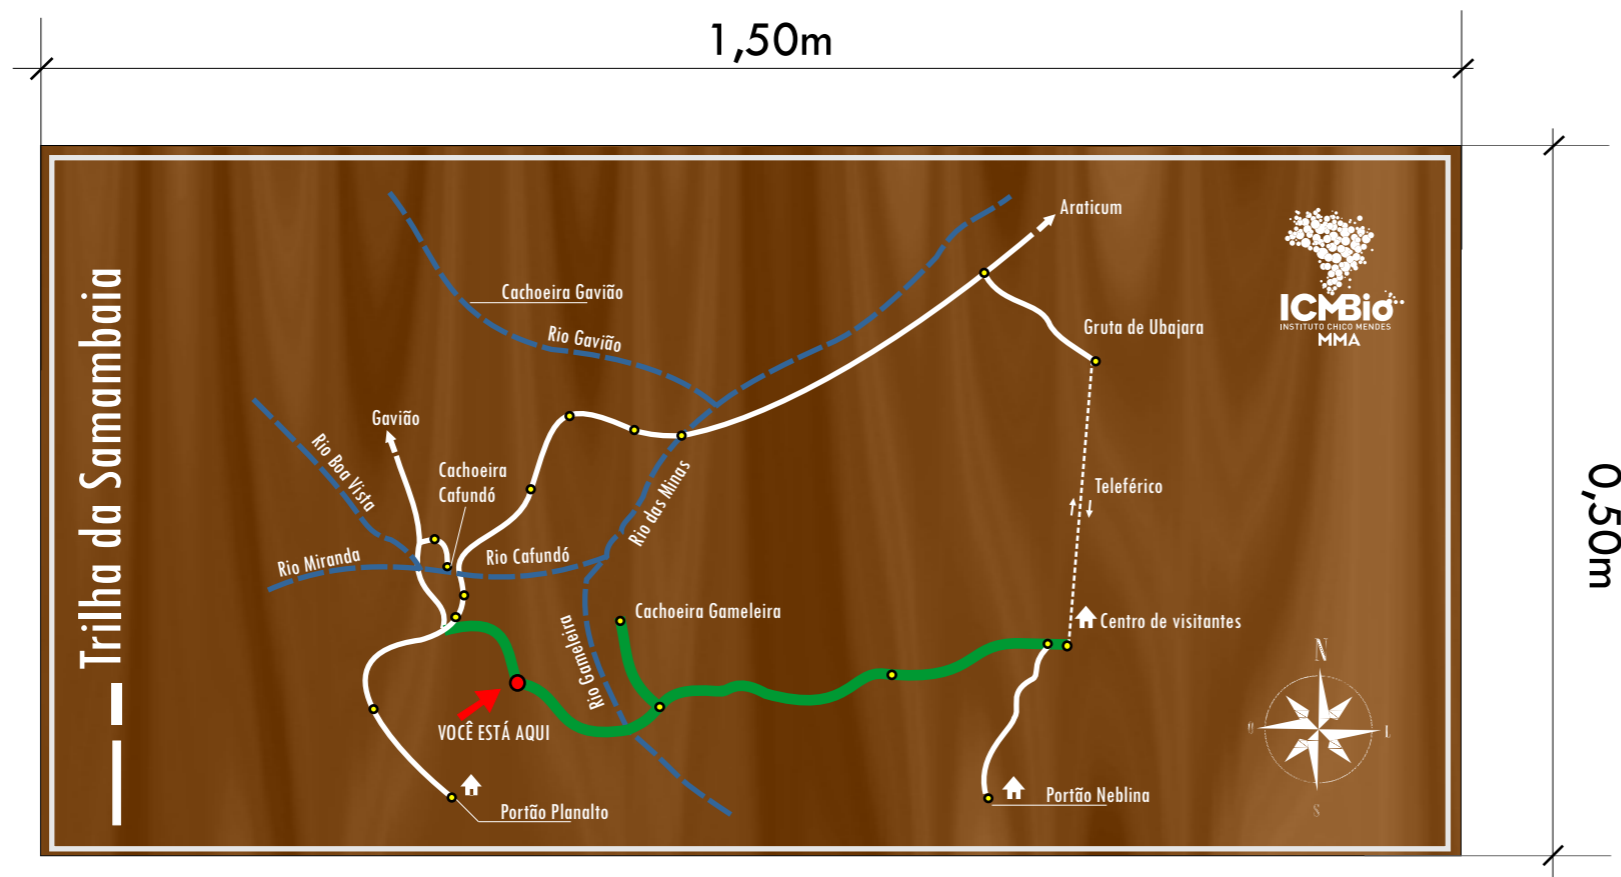 1,50m
0,50m
Trilha da Samambaia
Araticum
ICMBio
INSTITUTO CHICO MENDES
MMA
Cachoeira Gavião
Rio Gavião
Gruta de Ubajara
Gavião
Rio Boa Vista
Cachoeira
Cafundó
Rio das Minas
Teleférico
Rio Miranda
Rio Cafundó
Cachoeira Gameleira
Rio Gameleira
Centro de visitantes
VOCÊ ESTÁ AQUI
Portão Planalto
Portão Neblina
N
O
L
S